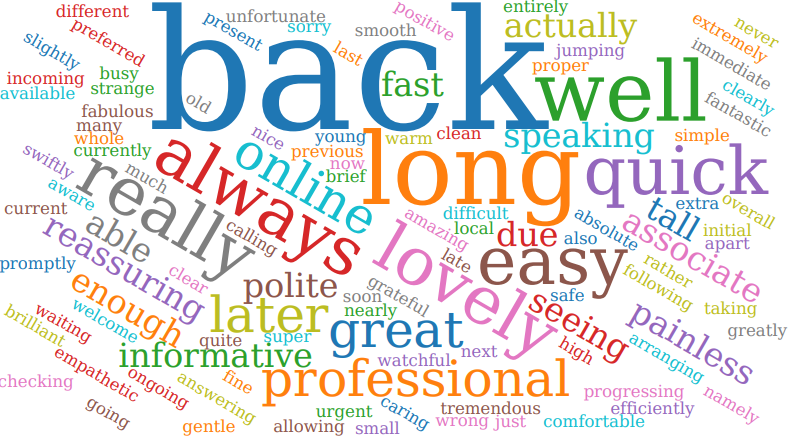 different
unfortunate
positive
entirely
preferred
present
sorry
smooth
actually
never
extremely
slightly
last
jumping
immediate
back
incoming
busy
fast
proper
available
strange
old
well
clearly
fabulous
fantastic
many
nice
young
warm
clean
speaking
simple
whole
currently
previous
long
quick
swiftly
always
online
now
brief
really
much
aware
extra
overall
current
able
calling
amazing
difficult
local
due
absolute
tall
associate
initial
also
apart
reassuring
promptly
clear
lovely
late
easy
rather
following
enough
polite
soon
grateful
safe
taking
brilliant
waiting
welcome
later
nearly
great
seeing
painless
greatly
quite
super
high
arranging
informative
watchful
next
checking
empathetic
ongoing
answering
fine
professional
progressing
namely
going
gentle
allowing
urgent
small
caring
tremendous
wrong
just
comfortable
efficiently